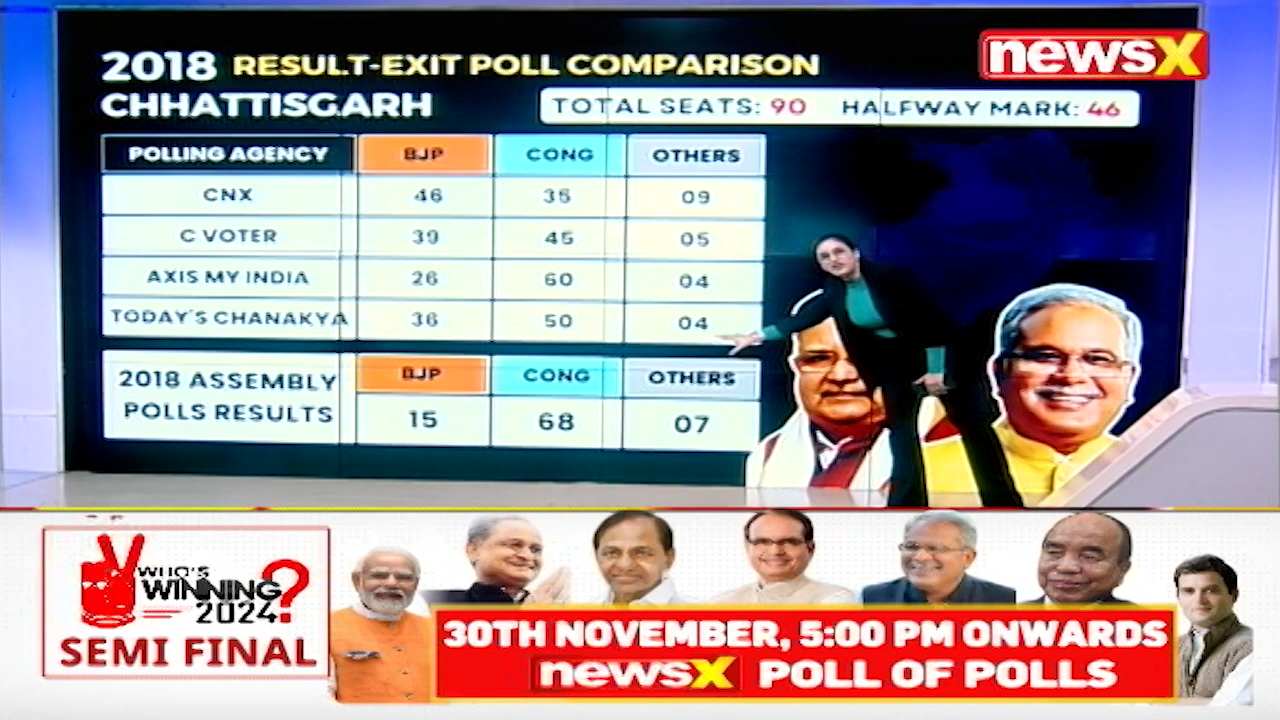 2018 RESULT-EXIT POLL COMPARISON
newsX
CHHATTISGARH
TOTAL SEATS: 90 HALFWAY MARK: 46
POLLING AGENCY BJP CONG OTHERS
CNX 46 35 09
C VOTER 39 45 05
AXIS MY INDIA 26 60 04
TODAY'S CHANAKYA 36 50 04
2018 ASSEMBLY POLLS RESULTS
BJP CONG OTHERS
15 68 07
WHO'S
WINNING?
2024
SEMI FINAL
30TH NOVEMBER, 5:00 PM ONWARDS
newsX POLL OF POLLS